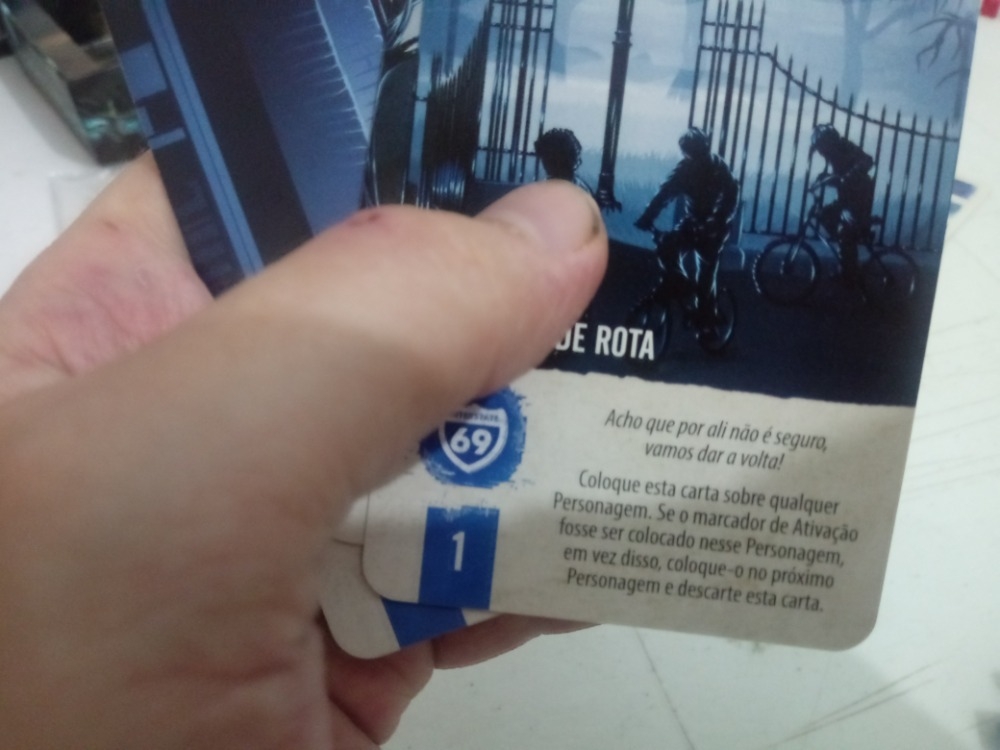 DE ROTA
69
Acho que por ali não é seguro,
vamos dar a volta!
Coloque esta carta sobre qualquer
Personagem. Se o marcador de Ativação
fosse ser colocado nesse Personagem,
em vez disso, coloque-o no próximo
Personagem e descarte esta carta.
1